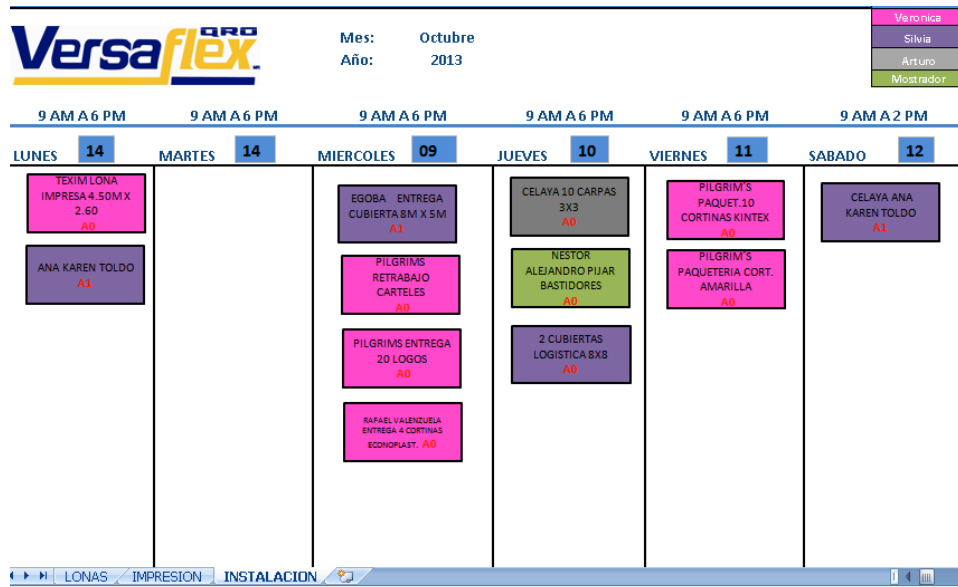 Versaflex QRO
Mes: Octubre
Año: 2013
Veronica
Silvia
Arturo
Mostrador
9 AM A 6 PM
9 AM A 6 PM
9 AM A 6 PM
9 AM A 6 PM
9 AM A 6 PM
9 AM A 2 PM
LUNES 14
MARTES 14
MIERCOLES 09
JUEVES 10
VIERNES 11
SABADO 12
TEXIM LONA
IMPRESA 4.50M X
2.60
A0
ANA KAREN TOLDO
A1
EGOBA ENTREGA
CUBIERTA 8M X 5M
A1
PILGRIMS
RETRABAJO
CARTELES
A0
PILGRIMS ENTREGA
20 LOGOS
A0
RAFAEL VALENZUELA
ENTREGA 4 CORTINAS
ECONOPLAST. A0
CELAYA 10 CARPAS
3X3
A0
NESTOR
ALEJANDRO PIJAR
BASTIDORES
A0
2 CUBIERTAS
LOGISTICA 8X8
A0
PILGRIM'S
PAQUET.10
CORTINAS KINTEX
A0
PILGRIM'S
PAQUETERIA CORT.
AMARILLA
A0
CELAYA ANA
KAREN TOLDO
A1
LONAS
IMPRESION
INSTALACION